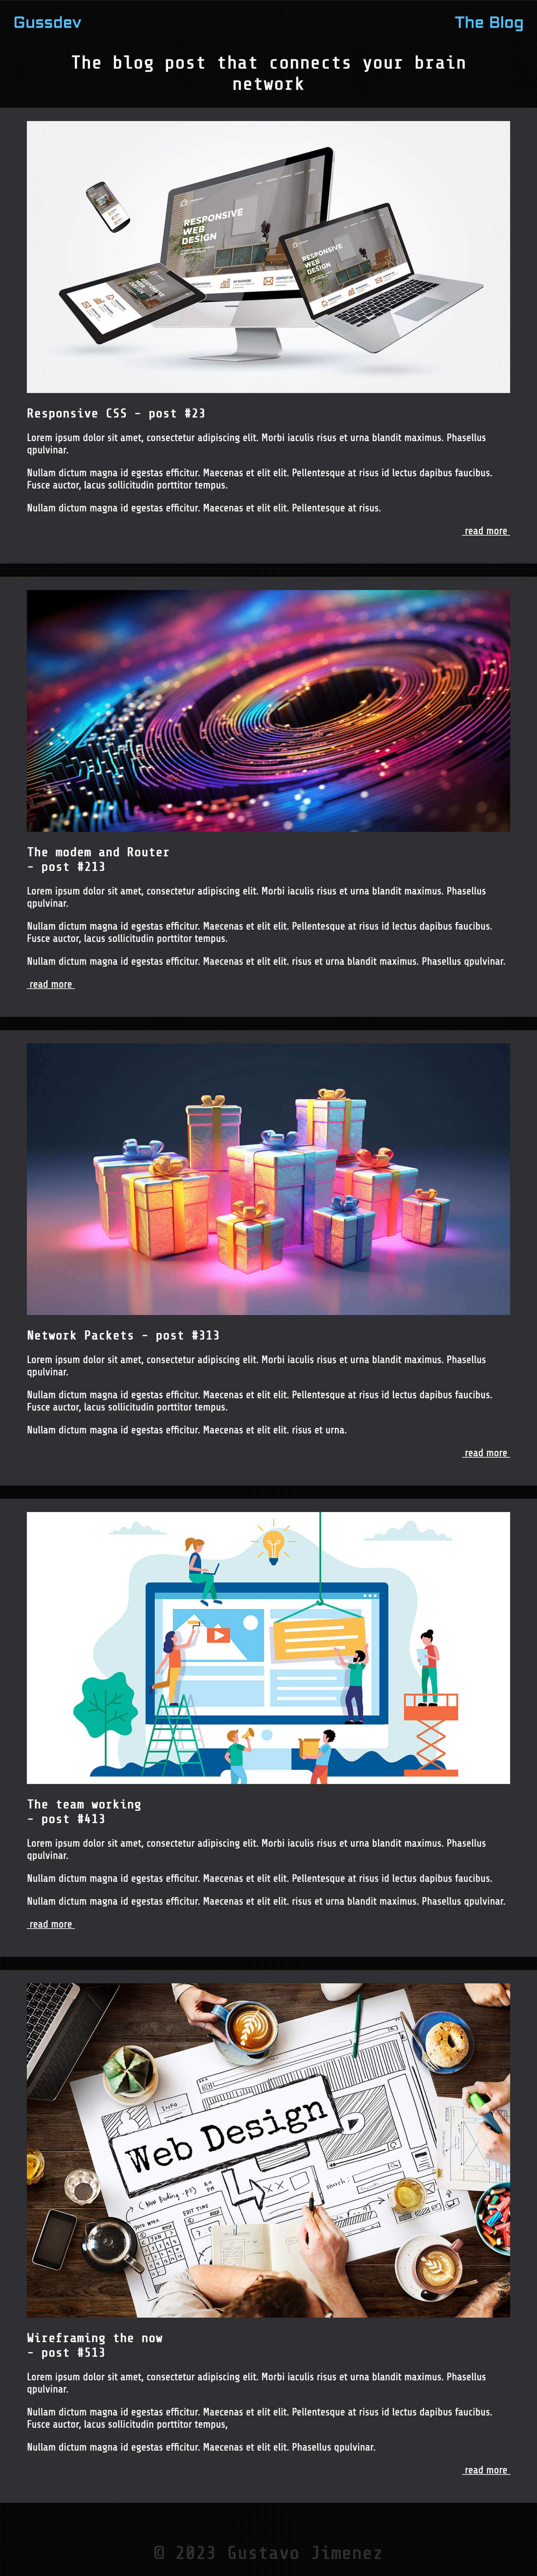 Gussdev The Blog
The blog post that connects your brain
network
RESPONSIVE
WEB
DESIGN
RESPONSIVE
WEB
DESIGN
Responsive CSS - post #23
Lorem ipsum dolor sit amet, consectetur adipiscing elit. Morbi iaculis risus et urna blandit maximus. Phasellus
qpulvinar.
Nullam dictum magna id egestas efficitur. Maecenas et elit elit. Pellentesque at risus id lectus dapibus faucibus.
Fusce auctor, lacus sollicitudin porttitor tempus.
Nullam dictum magna id egestas efficitur. Maecenas et elit elit. Pellentesque at risus.
read more
The modem and Router
- post #213
Lorem ipsum dolor sit amet, consectetur adipiscing elit. Morbi iaculis risus et urna blandit maximus. Phasellus
qpulvinar.
Nullam dictum magna id egestas efficitur. Maecenas et elit elit. Pellentesque at risus id lectus dapibus faucibus.
Fusce auctor, lacus sollicitudin porttitor tempus.
Nullam dictum magna id egestas efficitur. Maecenas et elit elit. risus et urna blandit maximus. Phasellus qpulvinar.
read more
Network Packets - post #313
Lorem ipsum dolor sit amet, consectetur adipiscing elit. Morbi iaculis risus et urna blandit maximus. Phasellus
qpulvinar.
Nullam dictum magna id egestas efficitur. Maecenas et elit elit. Pellentesque at risus id lectus dapibus faucibus.
Fusce auctor, lacus sollicitudin porttitor tempus.
Nullam dictum magna id egestas efficitur. Maecenas et elit elit. risus et urna.
read more
The team working
- post #413
Lorem ipsum dolor sit amet, consectetur adipiscing elit. Morbi iaculis risus et urna blandit maximus. Phasellus
qpulvinar.
Nullam dictum magna id egestas efficitur. Maecenas et elit elit. Pellentesque at risus id lectus dapibus faucibus.
Nullam dictum magna id egestas efficitur. Maecenas et elit elit. risus et urna blandit maximus. Phasellus qpulvinar.
read more
INFO
Web Design
search:
EDIT TIME
Wireframing the now
- post #513
Lorem ipsum dolor sit amet, consectetur adipiscing elit. Morbi iaculis risus et urna blandit maximus. Phasellus
qpulvinar.
Nullam dictum magna id egestas efficitur. Maecenas et elit elit. Pellentesque at risus id lectus dapibus faucibus.
Fusce auctor, lacus sollicitudin porttitor tempus,
Nullam dictum magna id egestas efficitur. Maecenas et elit elit. Phasellus qpulvinar.
read more
© 2023 Gustavo Jimenez